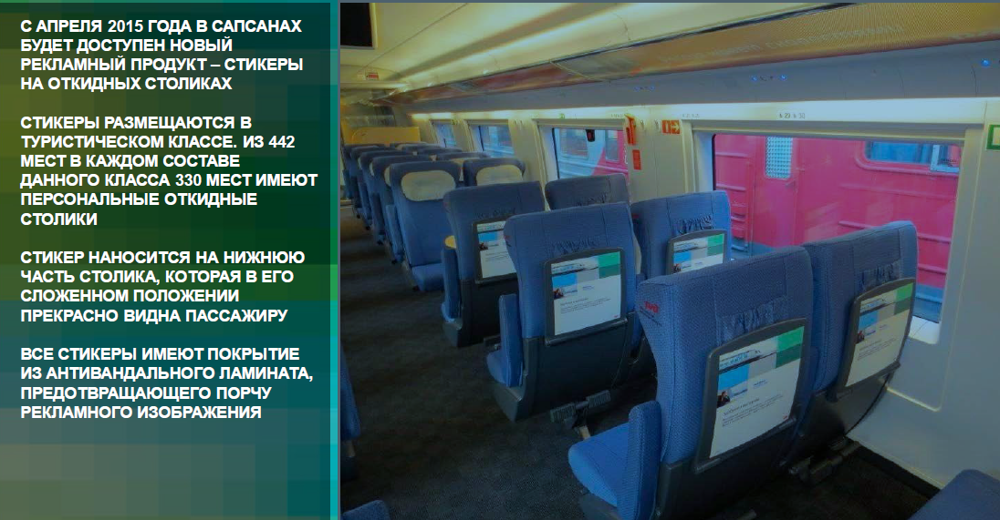 С АПРЕЛЯ 2015 ГОДА В САПСАНАХ
БУДЕТ ДОСТУПЕН НОВЫЙ
РЕКЛАМНЫЙ ПРОДУКТ – СТИКЕРЫ
НА ОТКИДНЫХ СТОЛИКАХ
СТИКЕРЫ РАЗМЕЩАЮТСЯ В
ТУРИСТИЧЕСКОМ КЛАССЕ. ИЗ 442
МЕСТ В КАЖДОМ СОСТАВЕ
ДАННОГО КЛАССА 330 МЕСТ ИМЕЮТ
ПЕРСОНАЛЬНЫЕ ОТКИДНЫЕ
СТОЛИКИ
СТИКЕР НАНОСИТСЯ НА НИЖНЮЮ
ЧАСТЬ СТОЛИКА, КОТОРАЯ В ЕГО
СЛОЖЕННОМ ПОЛОЖЕНИИ
ПРЕКРАСНО ВИДНА ПАССАЖИРУ
ВСЕ СТИКЕРЫ ИМЕЮТ ПОКРЫТИЕ
ИЗ АНТИВАНДАЛЬНОГО ЛАМИНАТА,
ПРЕДОТВРАЩАЮЩЕГО ПОРЧУ
РЕКЛАМНОГО ИЗОБРАЖЕНИЯ